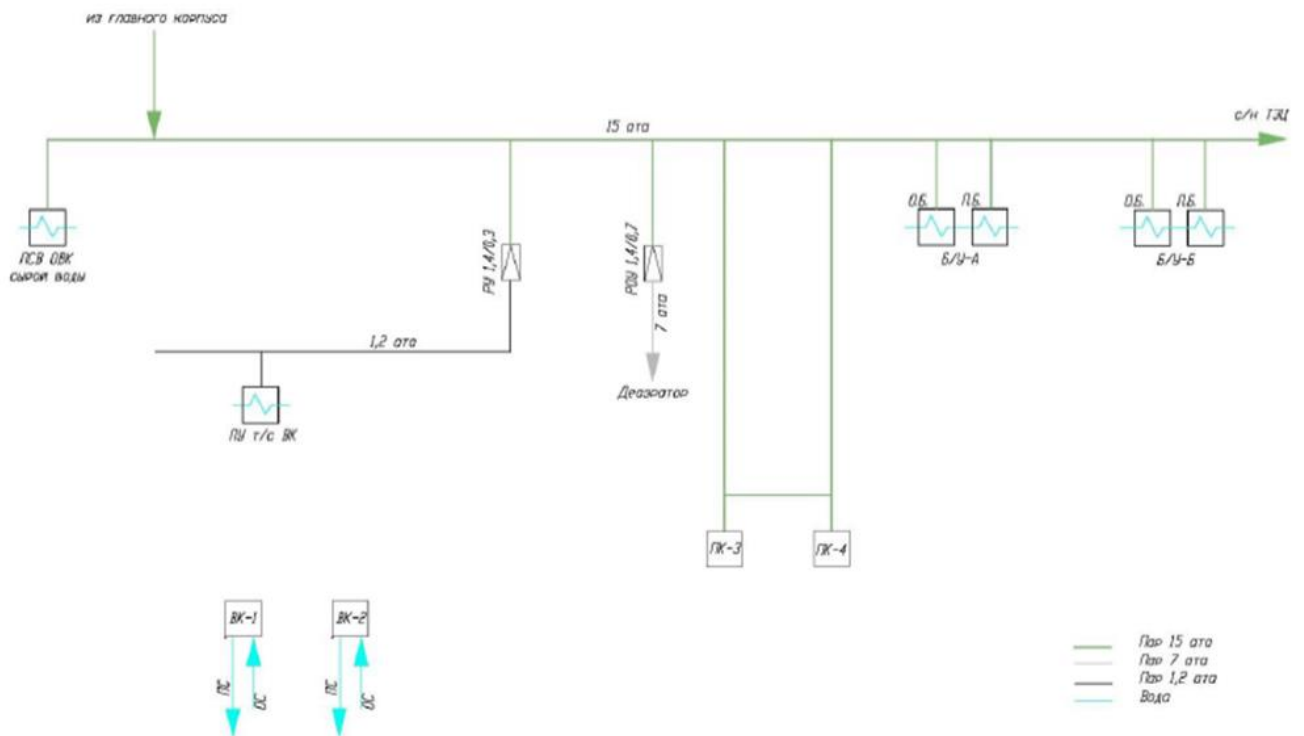 из главного корпуса
15 ата
с/н ТЭЦ
ПСВ ОВК
сырой воды
РУ 1,4/0,3
РОУ 1,4/0,7
О.Б.
П.Б.
Б/У-А
О.Б.
П.Б.
Б/У-Б
7 ата
1,2 ата
Деаэратор
ПУ т/с ВК
ПК-3
ПК-4
ВК-1
ВК-2
ПС
ОС
ПС
ОС
Пар 15 ата
Пар 7 ата
Пар 1,2 ата
Вода